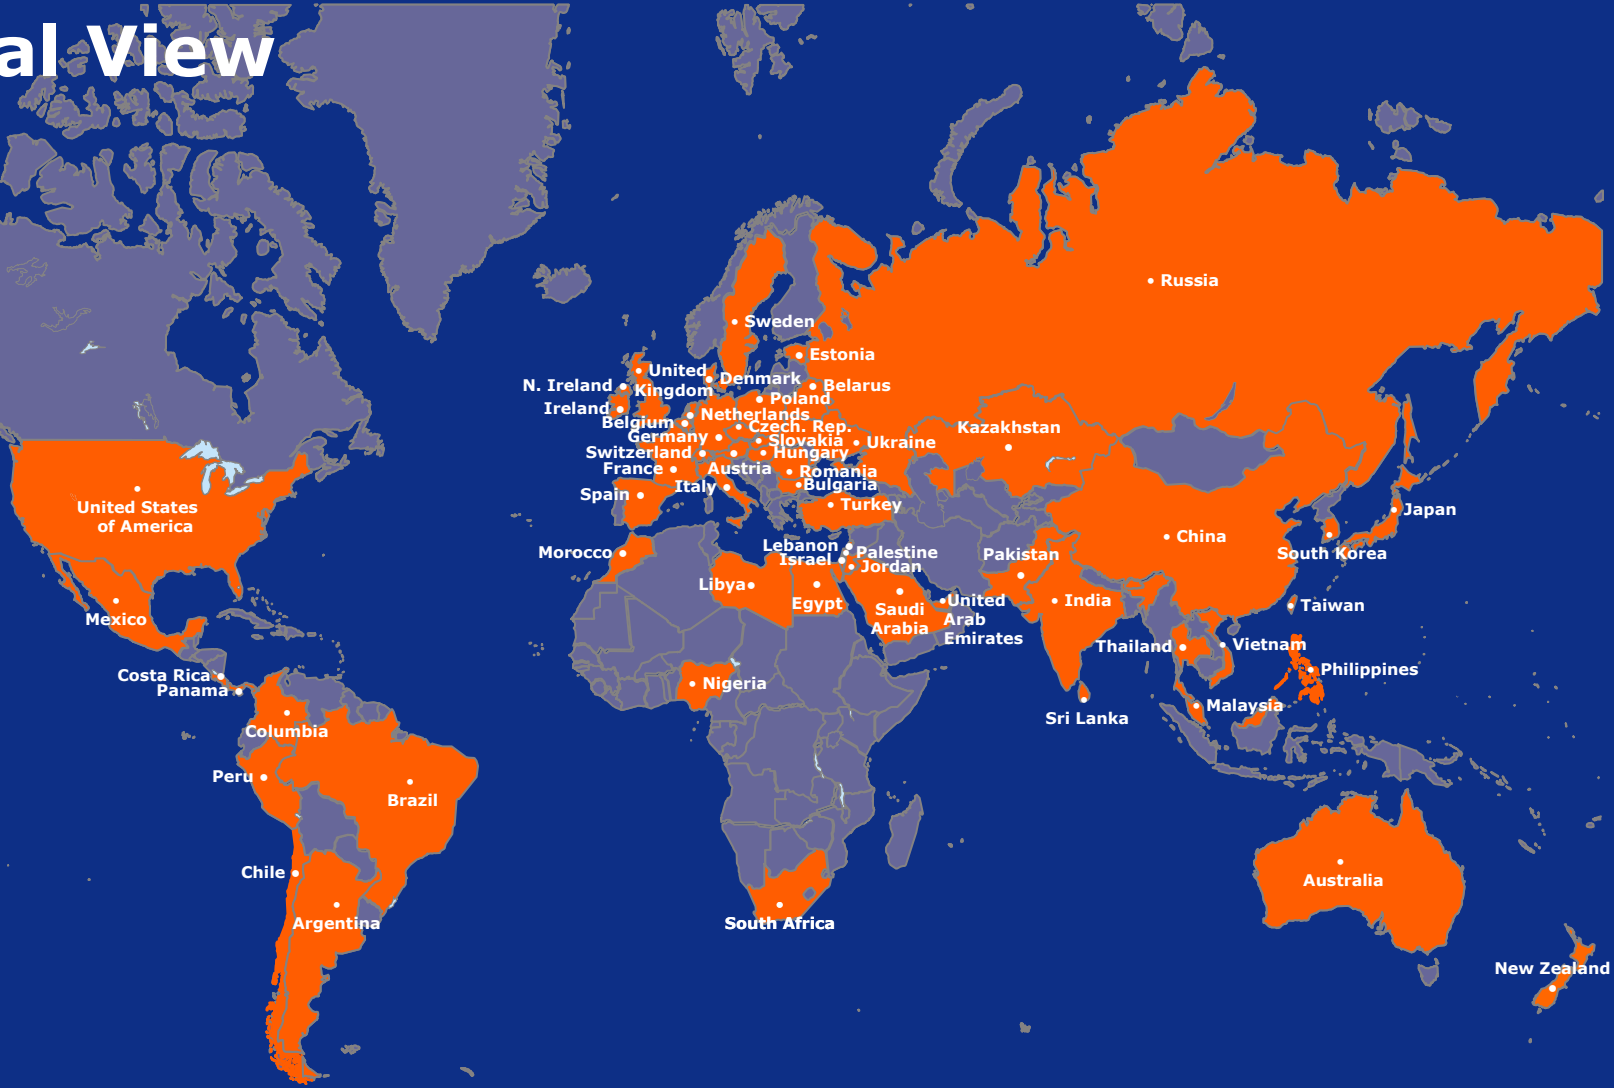 al View
Russia
Sweden
Estonia
United
Kingdom
Denmark
N. Ireland
Belarus
Poland
Ireland
Netherlands
Belgium
Czech. Rep.
Germany
Slovakia
Ukraine
Kazakhstan
Switzerland
Hungary
France
Austria
Romania
Italy
Bulgaria
Spain
Turkey
United States
of America
Japan
China
South Korea
Morocco
Lebanon
Palestine
Israel
Jordan
Pakistan
Libya
Egypt
Saudi
Arabia
United
Arab
Emirates
India
Taiwan
Mexico
Thailand
Vietnam
Costa Rica
Panama
Nigeria
Philippines
Malaysia
Sri Lanka
Columbia
Peru
Brazil
Chile
Argentina
South Africa
Australia
New Zealand